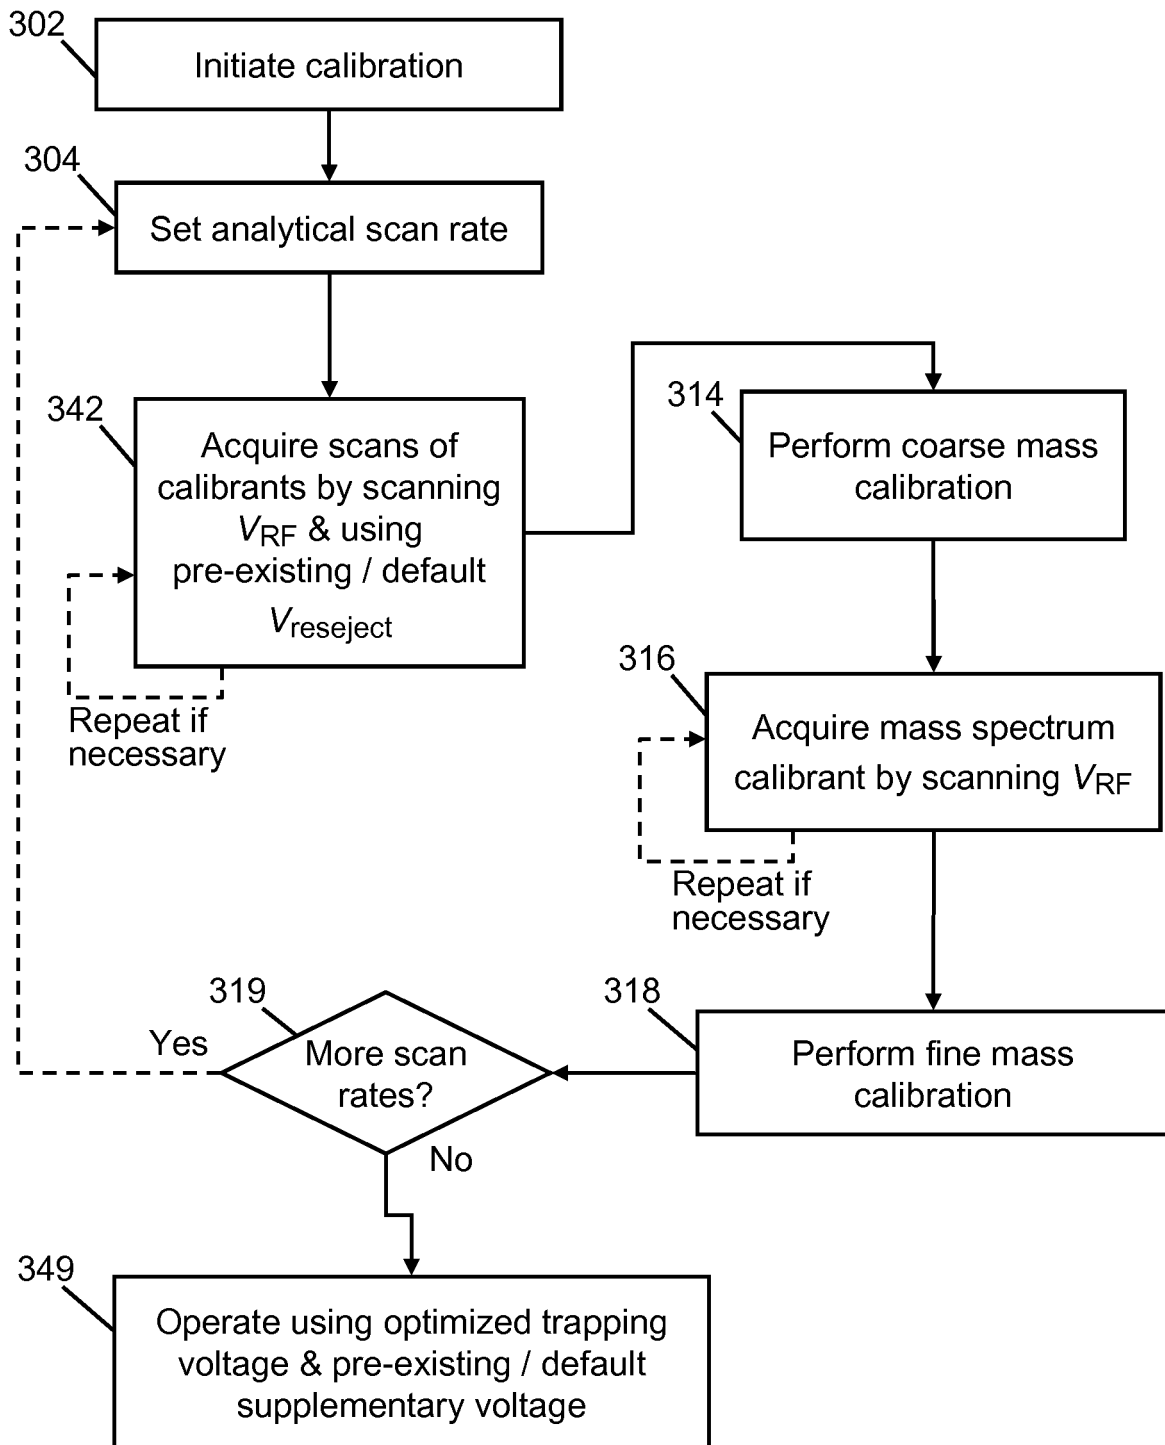 302
Initiate calibration
304
Set analytical scan rate
342
Acquire scans of
calibrants by scanning
VRF & using
pre-existing / default
Vreseject
Repeat if
necessary
314
Perform coarse mass
calibration
316
Acquire mass spectrum
calibrant by scanning VRF
Repeat if
necessary
318
Perform fine mass
calibration
319
More scan
rates?
Yes
No
349
Operate using optimized trapping
voltage & pre-existing / default
supplementary voltage